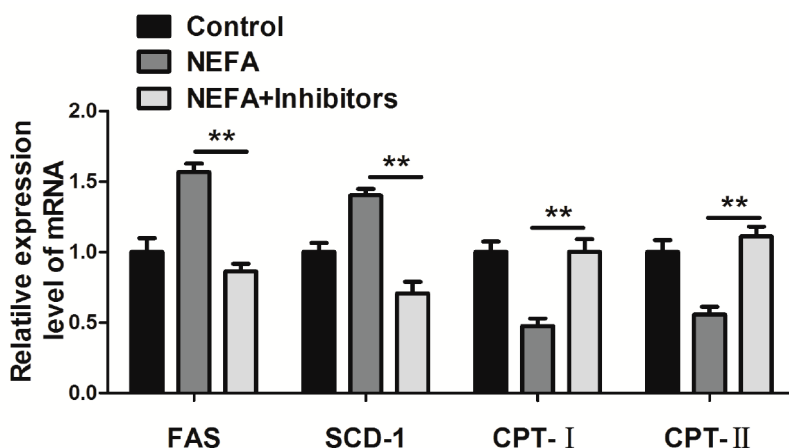 Control
NEFA
NEFA+Inhibitors
Relatilve expression
level of mRNA
2.0
1.5
1.0
0.5
0.0
**
**
**
**
FAS
SCD-1
CPT-Ⅰ
CPT-Ⅱ